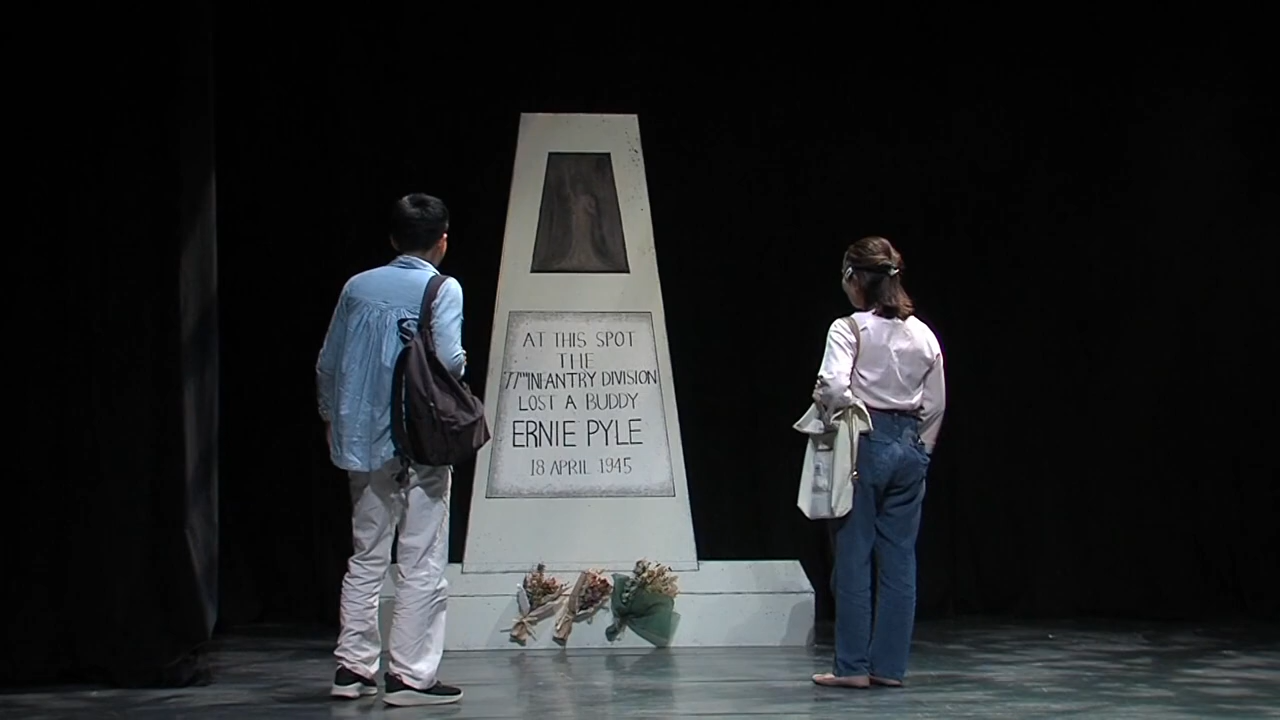 AT THIS SPOT
THE
77TH INFANTRY DIVISION
LOST A BUDDY
ERNIE PYLE
18 APRIL 1945